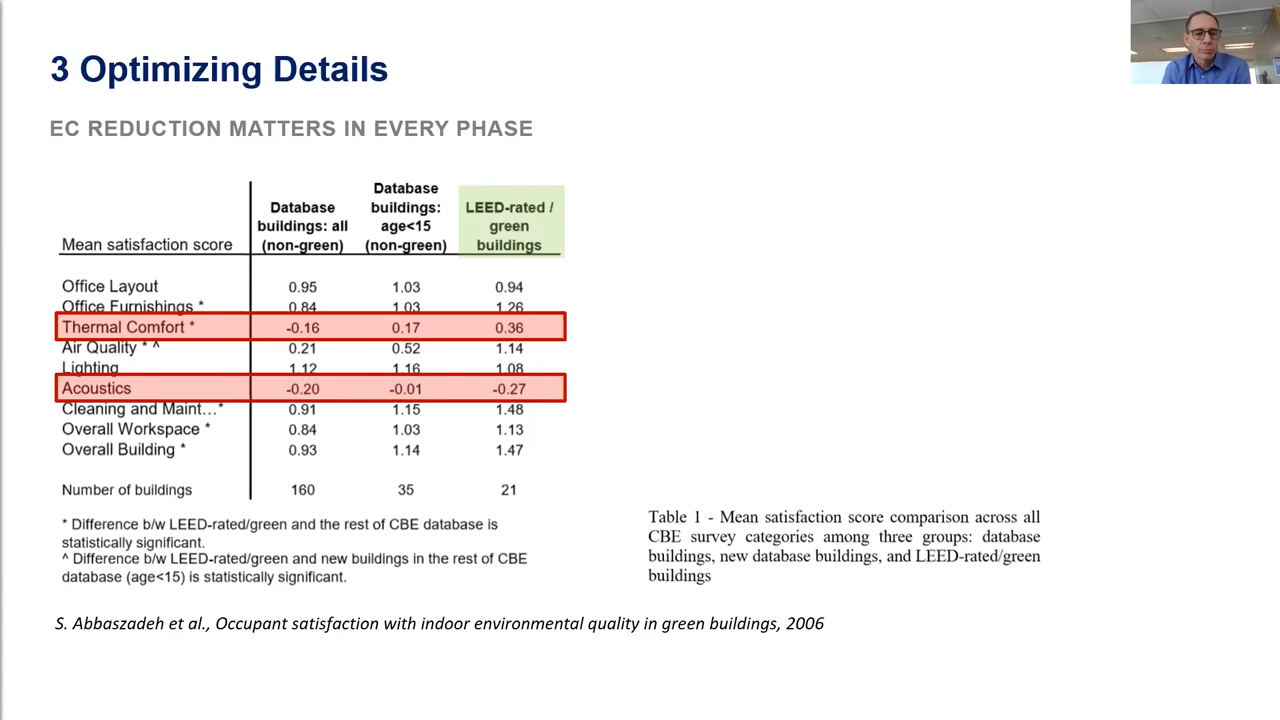 3 Optimizing Details
EC REDUCTION MATTERS IN EVERY PHASE
Mean satisfaction score
Database buildings: all (non-green)
Database buildings: age<15 (non-green)
LEED-rated / green buildings
Office Layout 0.95 1.03 0.94
Office Furnishings * 0.84 1.03 1.26
Thermal Comfort * -0.16 0.17 0.36
Air Quality * ^ 0.21 0.52 1.14
Lighting 1.12 1.16 1.08
Acoustics -0.20 -0.01 -0.27
Cleaning and Maint…* 0.91 1.15 1.48
Overall Workspace * 0.84 1.03 1.13
Overall Building * 0.93 1.14 1.47
Number of buildings 160 35 21
* Difference b/w LEED-rated/green and the rest of CBE database is
statistically significant.
^ Difference b/w LEED-rated/green and new buildings in the rest of CBE
database (age<15) is statistically significant.
Table 1 - Mean satisfaction score comparison across all
CBE survey categories among three groups: database
buildings, new database buildings, and LEED-rated/green
buildings
S. Abbaszadeh et al., Occupant satisfaction with indoor environmental quality in green buildings, 2006